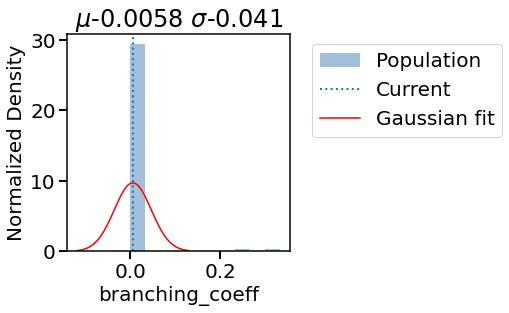 μ-0.0058 σ-0.041
Normalized Density
30
20
10
0
0.0 0.2
branching_coeff
Population
Current
Gaussian fit